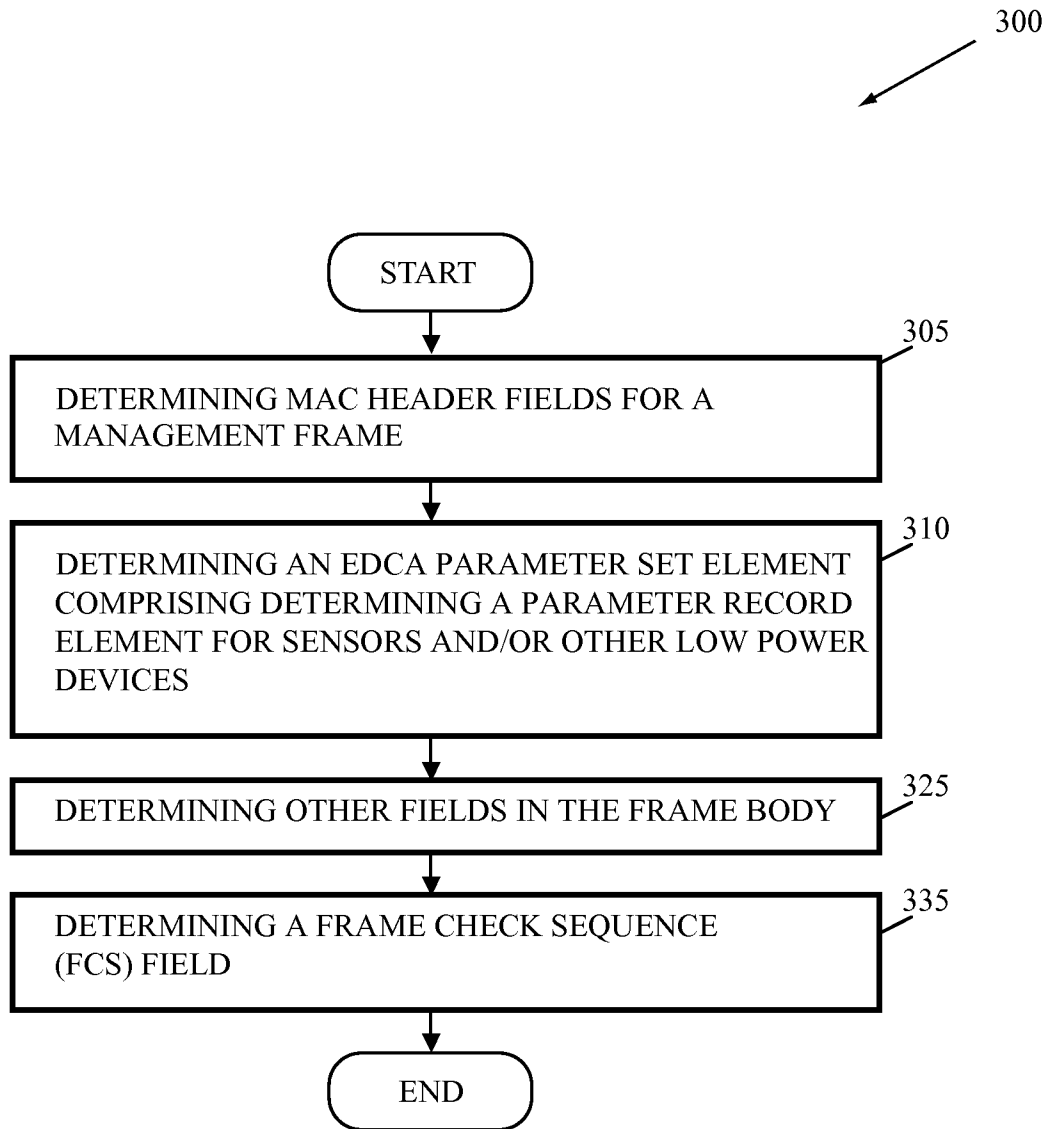 300
START
305
DETERMINING MAC HEADER FIELDS FOR A
MANAGEMENT FRAME
310
DETERMINING AN EDCA PARAMETER SET ELEMENT
COMPRISING DETERMINING A PARAMETER RECORD
ELEMENT FOR SENSORS AND/OR OTHER LOW POWER
DEVICES
325
DETERMINING OTHER FIELDS IN THE FRAME BODY
335
DETERMINING A FRAME CHECK SEQUENCE
(FCS) FIELD
END